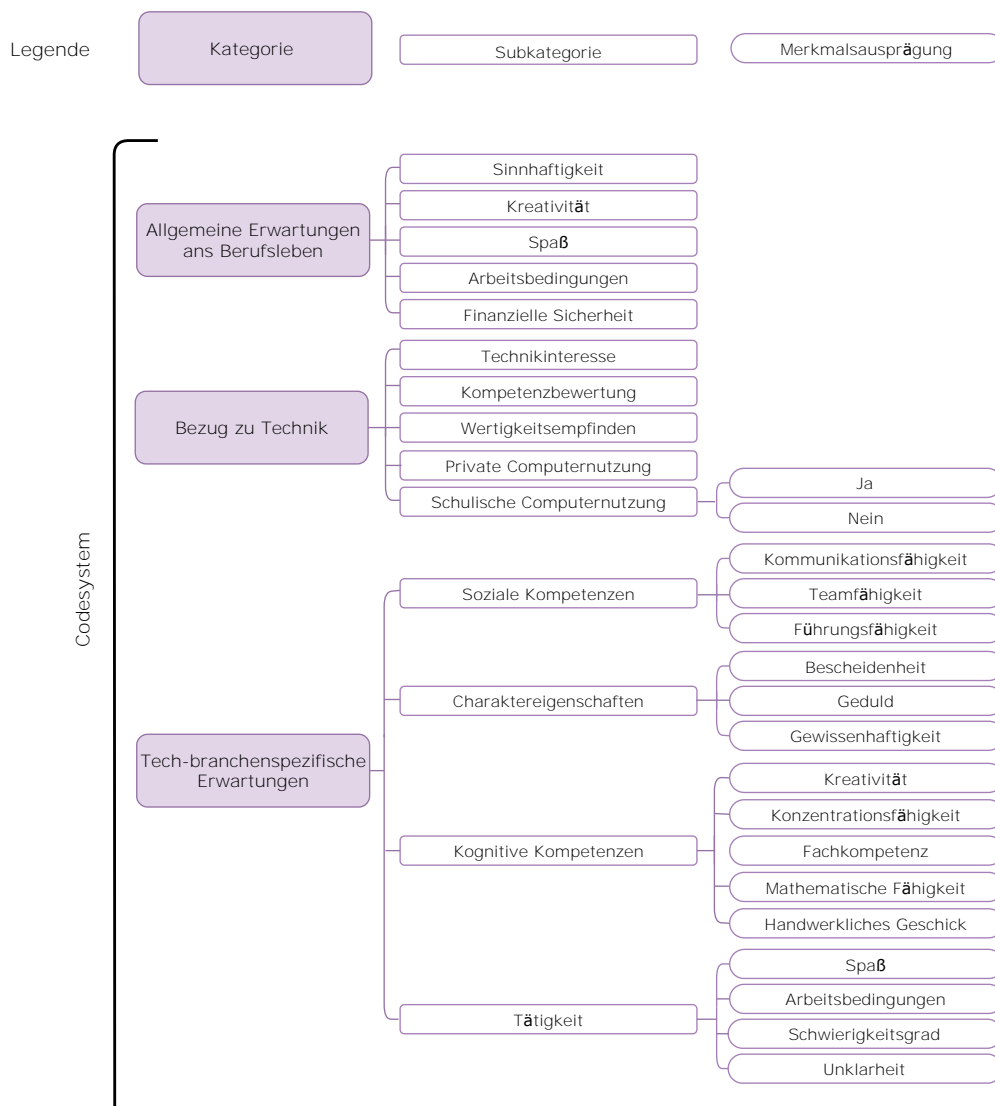 Legende
Kategorie
Subkategorie
Merkmalsausprägung
Codesystem
Allgemeine Erwartungen
ans Berufsleben
Sinnhaftigkeit
Kreativität
Spaß
Arbeitsbedingungen
Finanzielle Sicherheit
Bezug zu Technik
Technikinteresse
Kompetenzbewertung
Wertigkeitsempfinden
Private Computernutzung
Schulische Computernutzung
Ja
Nein
Tech-branchenspezifische
Erwartungen
Soziale Kompetenzen
Kommunikationsfähigkeit
Teamfähigkeit
Führungsfähigkeit
Charaktereigenschaften
Bescheidenheit
Geduld
Gewissenhaftigkeit
Kognitive Kompetenzen
Kreativität
Konzentrationsfähigkeit
Fachkompetenz
Mathematische Fähigkeit
Handwerkliches Geschick
Tätigkeit
Spaß
Arbeitsbedingungen
Schwierigkeitsgrad
Unklarheit